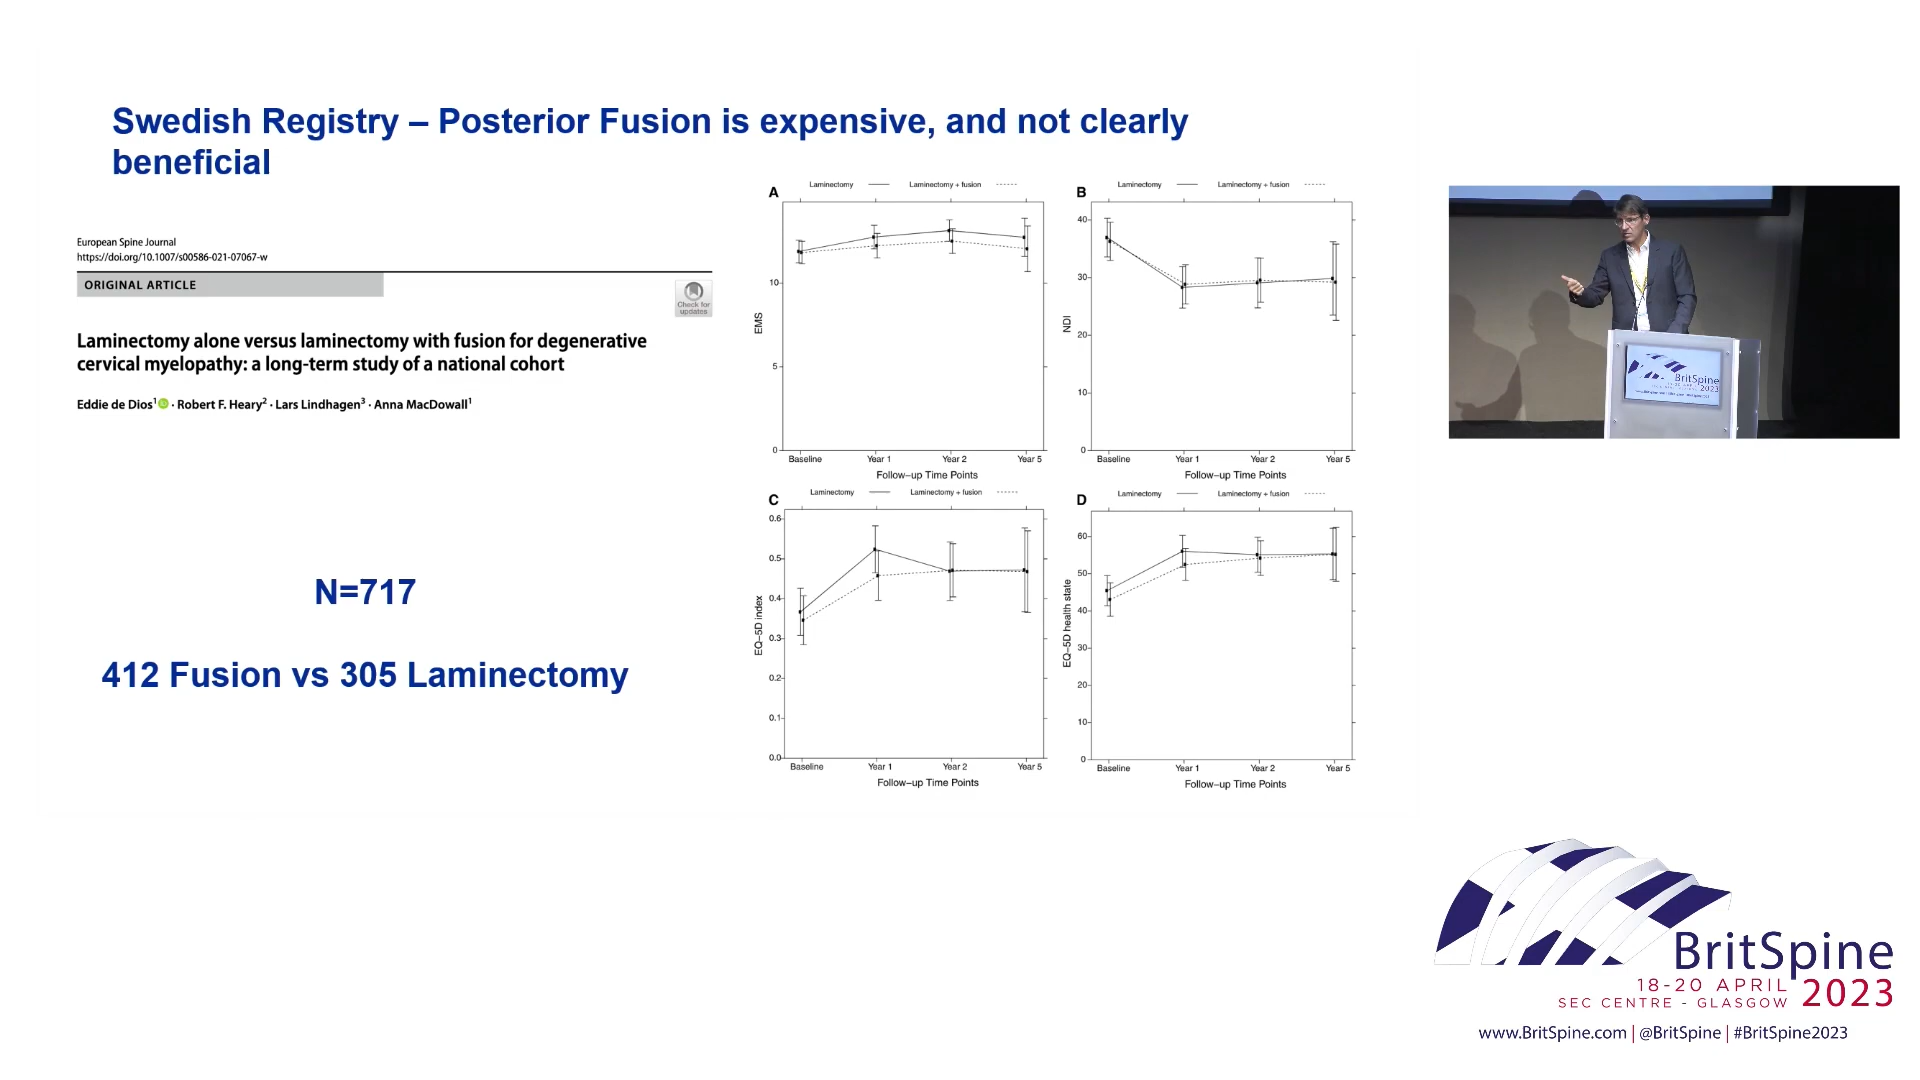 Swedish Registry – Posterior Fusion is expensive, and not clearly
beneficial
European Spine Journal
https://doi.org/10.1007/s00586-021-07067-w
ORIGINAL ARTICLE
Check for
updates
Laminectomy alone versus laminectomy with fusion for degenerative
cervical myelopathy: a long-term study of a national cohort
Eddie de Dios1 · Robert F. Heary2 · Lars Lindhagen3 · Anna MacDowall1
N=717
412 Fusion vs 305 Laminectomy
A
Laminectomy
Laminectomy + fusion
EMS
10
5
0
Baseline
Year 1
Year 2
Year 5
Follow-up Time Points
B
Laminectomy
Laminectomy + fusion
NDI
40
30
20
10
0
Baseline
Year 1
Year 2
Year 5
Follow-up Time Points
C
Laminectomy
Laminectomy + fusion
EQ-5D index
0.6
0.5
0.4
0.3
0.2
0.1
0.0
Baseline
Year 1
Year 2
Year 5
Follow-up Time Points
D
Laminectomy
Laminectomy + fusion
EQ-5D health state
60
50
40
30
20
10
0
Baseline
Year 1
Year 2
Year 5
Follow-up Time Points
BritSpine
2023
BritSpine
18-20 APRIL
2023
SEC CENTRE - GLASGOW
www.BritSpine.com | @BritSpine | #BritSpine2023